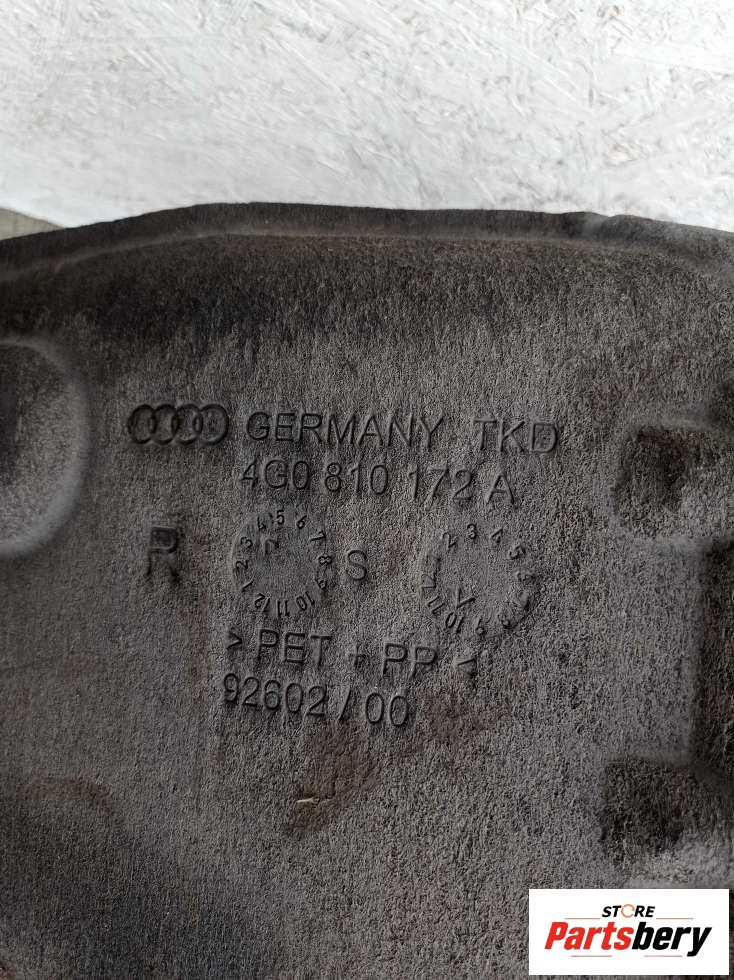 GERMANY TKD
4G0 810 172 A
R S
> PET + PP <
92602 / 00
STORE
Partsbery